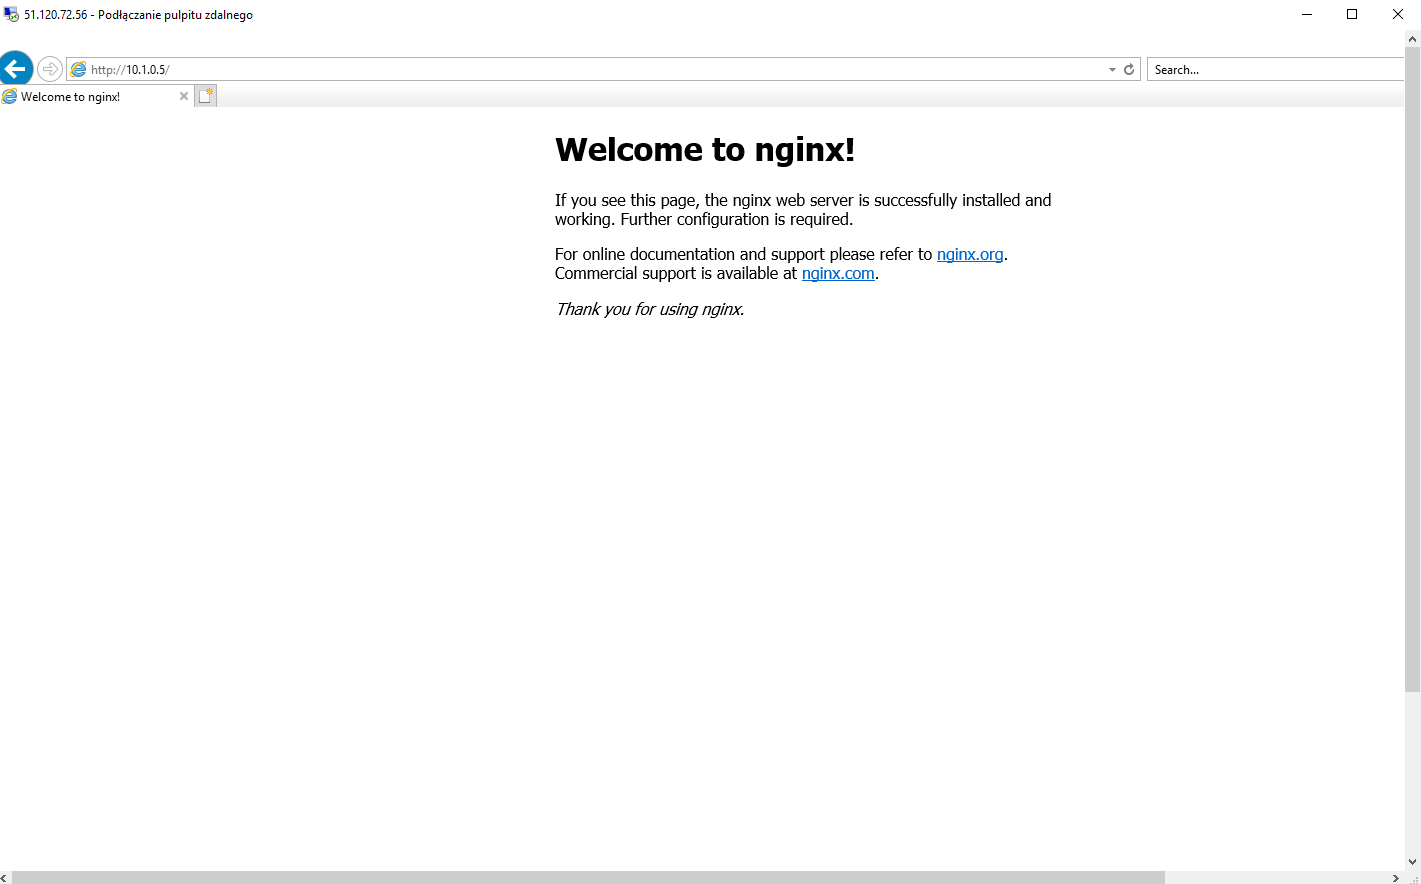 51.120.72.56 - Podłączanie pulpitu zdalnego
http://10.1.0.5/
Search...
Welcome to nginx!
Welcome to nginx!
If you see this page, the nginx web server is successfully installed and
working. Further configuration is required.
For online documentation and support please refer to nginx.org.
Commercial support is available at nginx.com.
Thank you for using nginx.